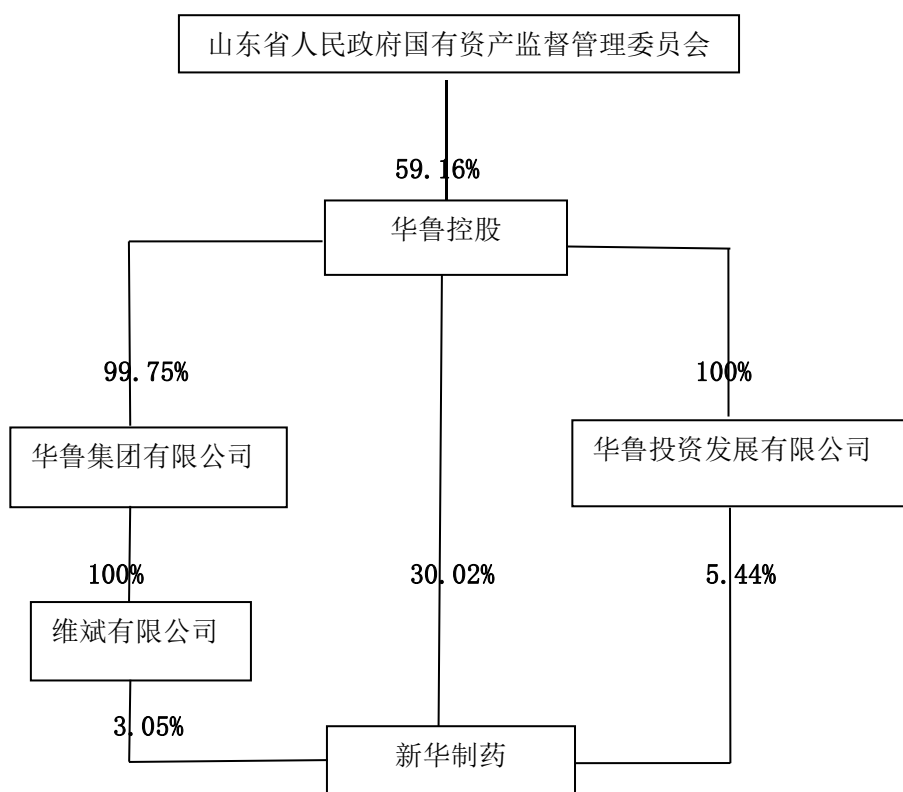 山东省人民政府国有资产监督管理委员会
59.16%
华鲁控股
99.75%
100%
华鲁集团有限公司
华鲁投资发展有限公司
100%
30.02%
5.44%
维斌有限公司
3.05%
新华制药